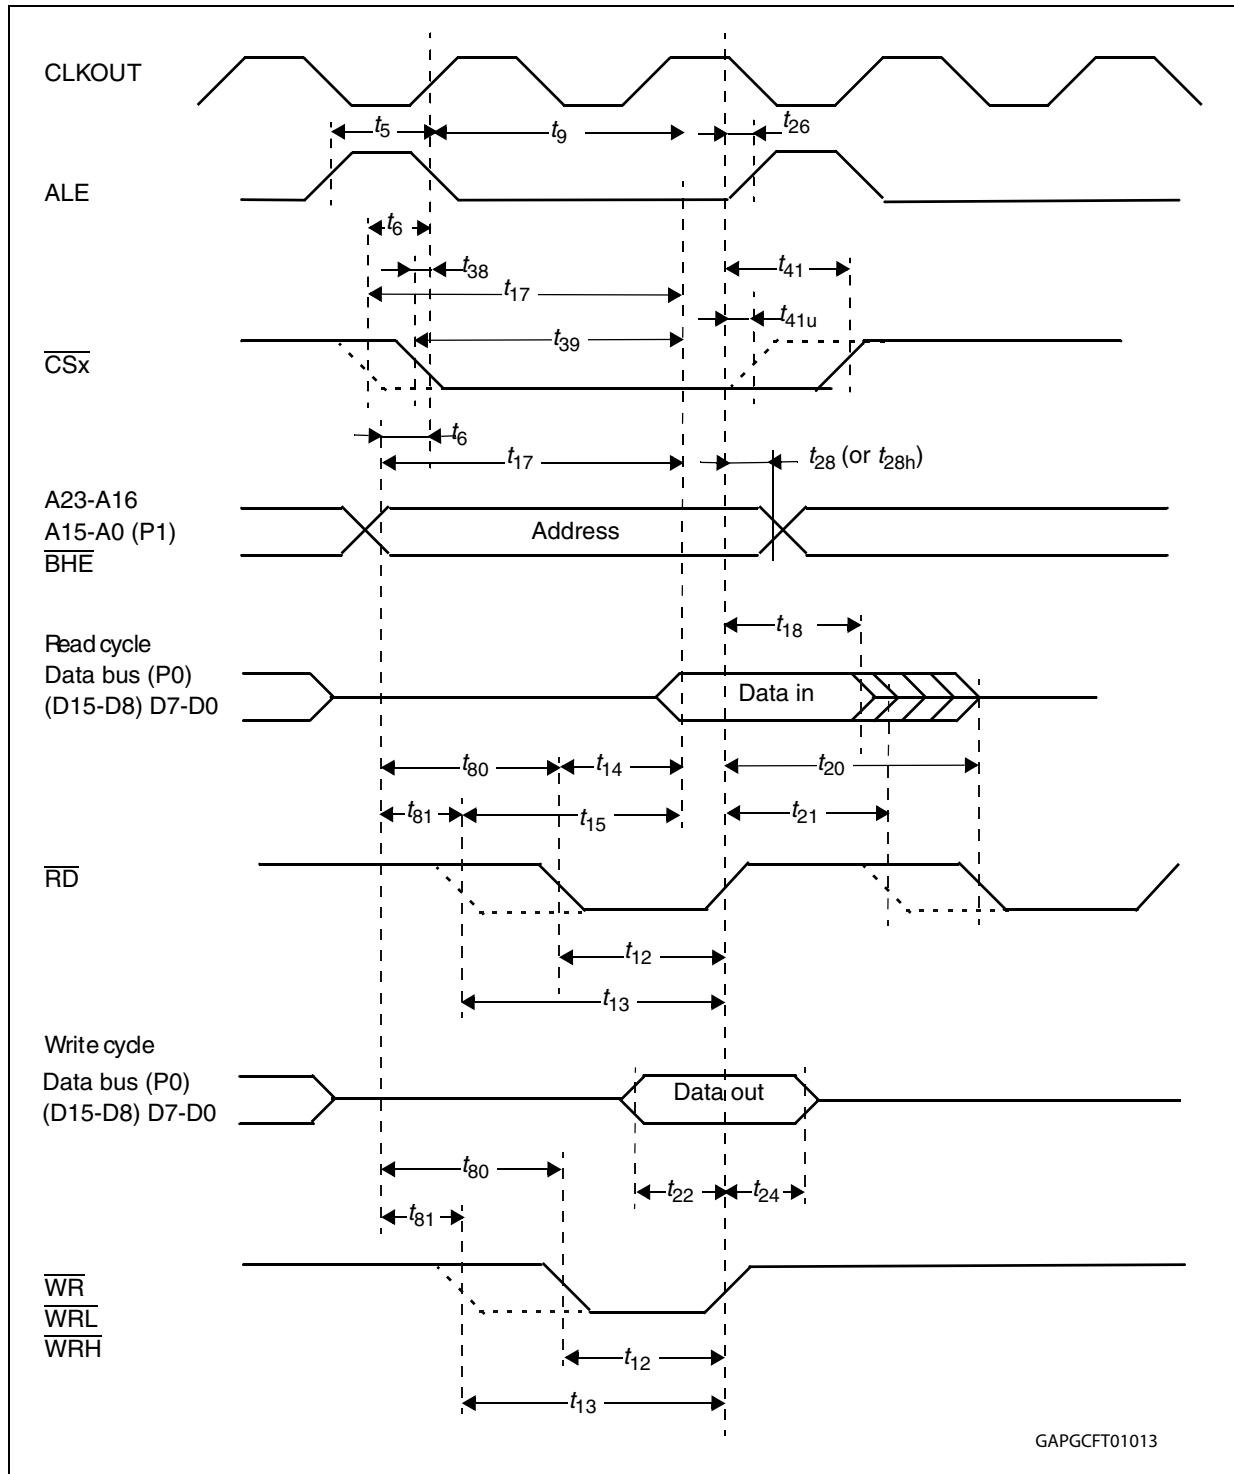 CLKOUT
t5
t9
t26
ALE
t6
t38
t41
t17
t41u
t39
CSx
t6
t17
t28 (or t28h)
A23-A16
A15-A0 (P1)
BHE
Address
t18
Read cycle
Data bus (P0)
(D15-D8) D7-D0
Data in
t80
t14
t20
t81
t15
t21
RD
t12
t13
Write cycle
Data bus (P0)
(D15-D8) D7-D0
Data out
t80
t22
t24
t81
WR
WRL
WRH
t12
t13
GAPGCFT01013